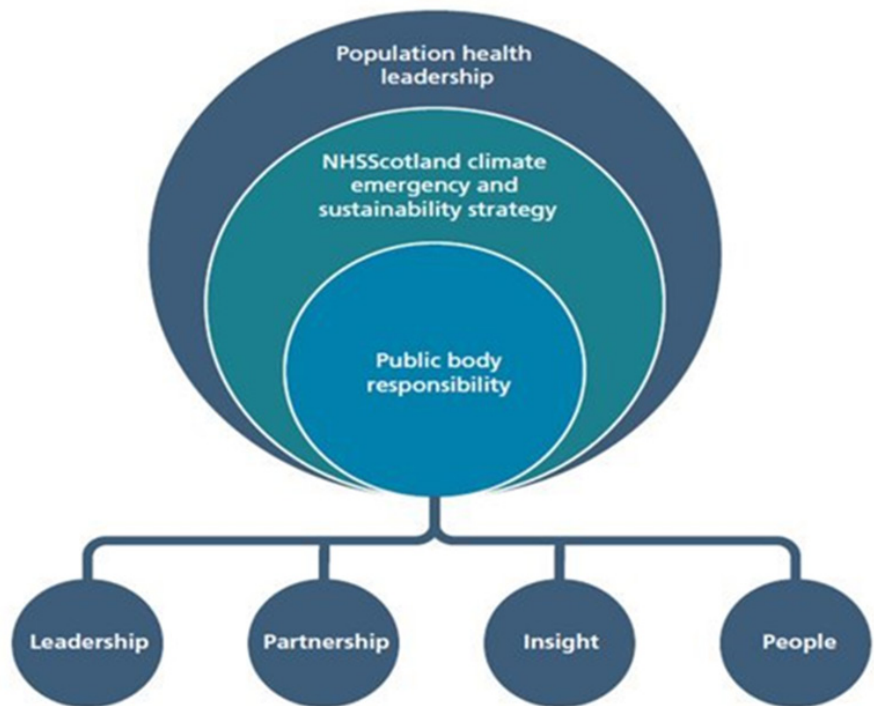 Population health
leadership
NHSScotland climate
emergency and
sustainability strategy
Public body
responsibility
Leadership
Partnership
Insight
People